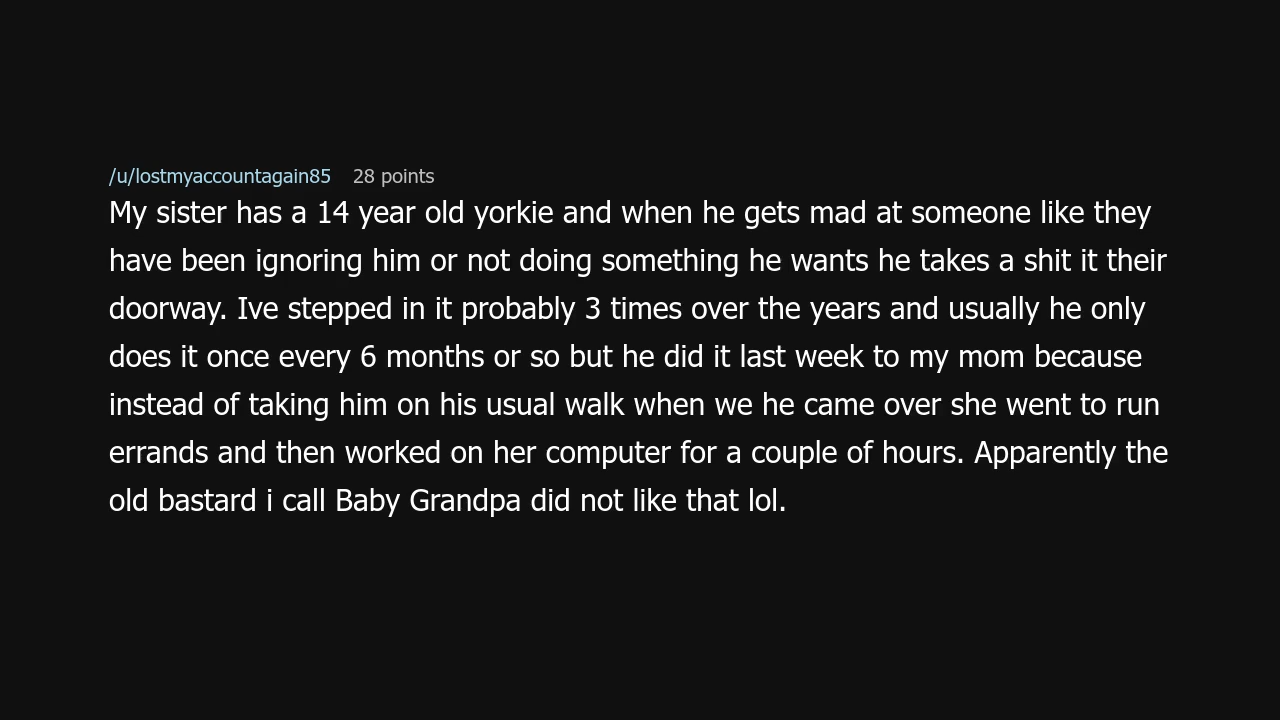 /u/lostmyaccountagain85 28 points
My sister has a 14 year old yorkie and when he gets mad at someone like they
have been ignoring him or not doing something he wants he takes a shit it their
doorway. Ive stepped in it probably 3 times over the years and usually he only
does it once every 6 months or so but he did it last week to my mom because
instead of taking him on his usual walk when we he came over she went to run
errands and then worked on her computer for a couple of hours. Apparently the
old bastard i call Baby Grandpa did not like that lol.